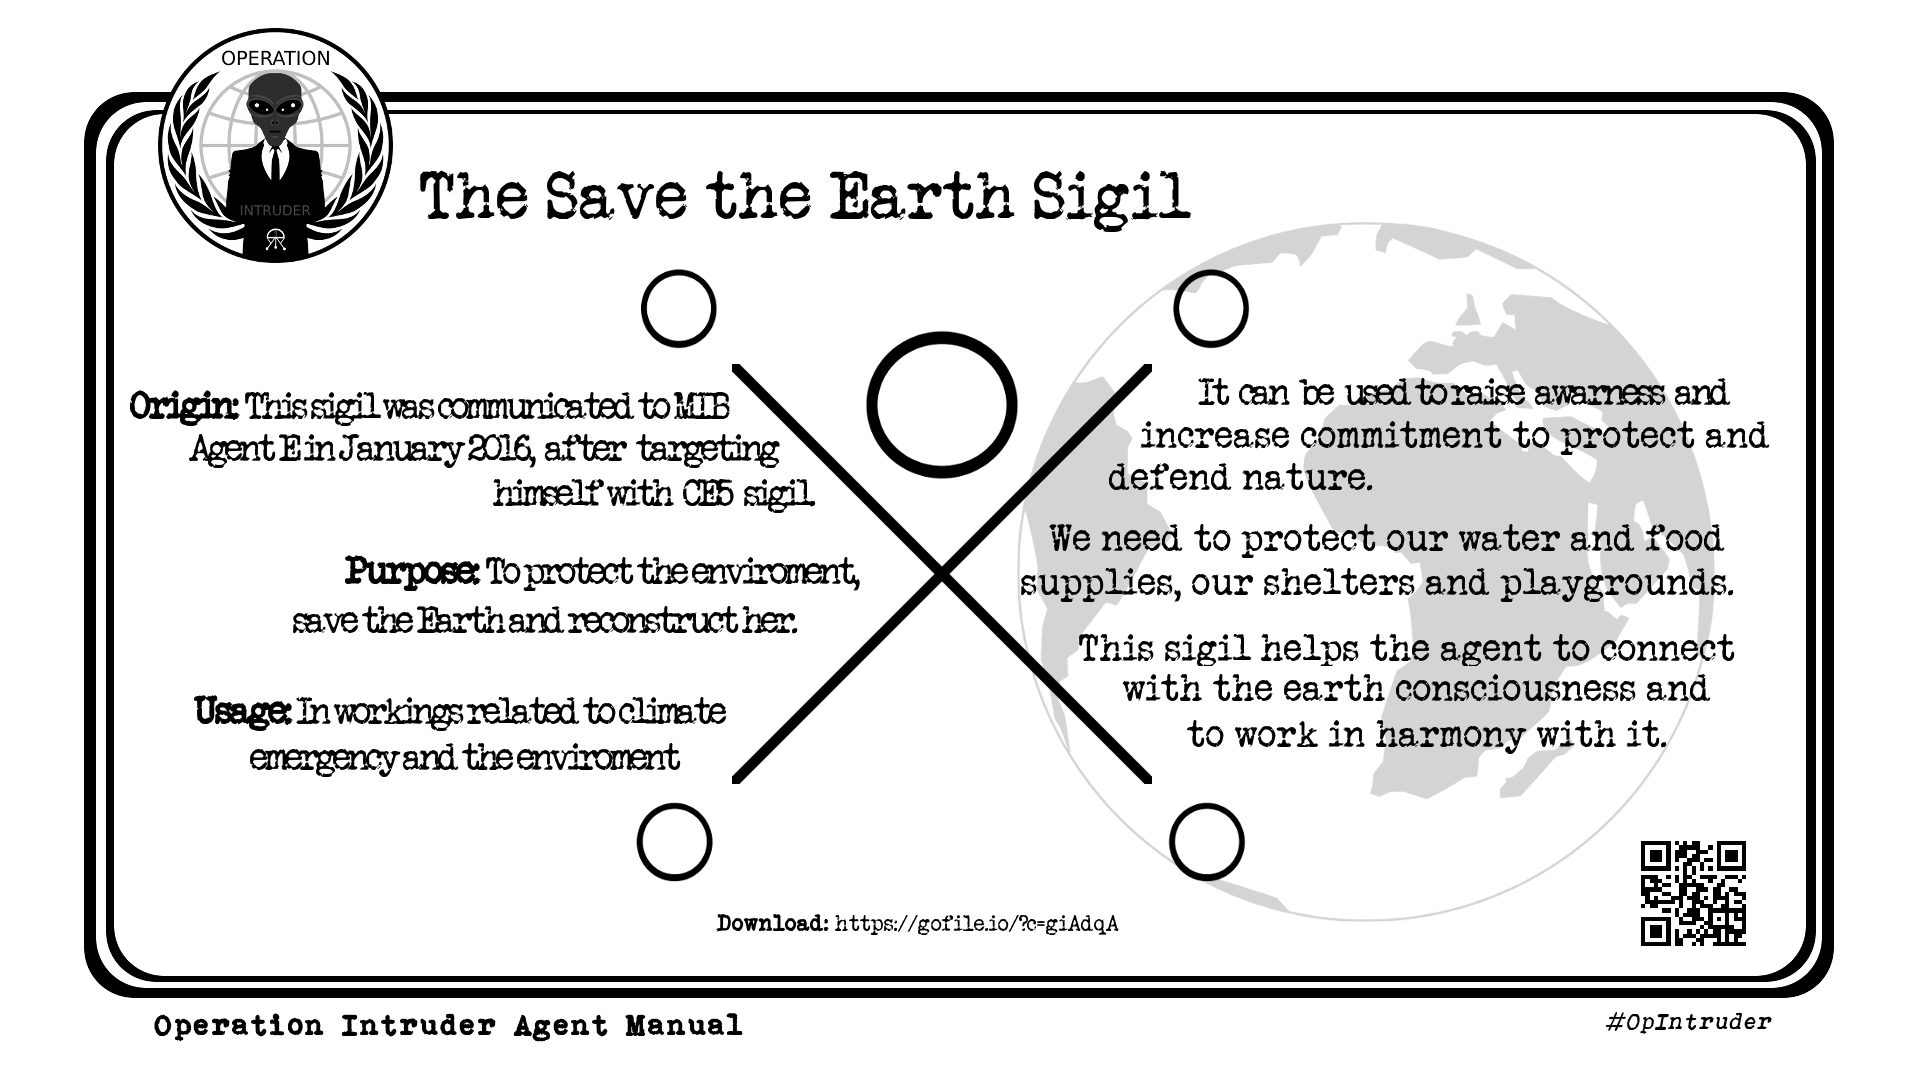 OPERATION
INTRUDER
The Save the Earth Sigil
Origin: This sigil was communicated to MIB
Agent E in January 2016, after targeting
himself with CE5 sigil.
Purpose: To protect the enviroment,
save the Earth and reconstruct her.
Usage: In workings related to climate
emergency and the enviroment
It can be used to raise awarness and
increase commitment to protect and
defend nature.
We need to protect our water and food
supplies, our shelters and playgrounds.
This sigil helps the agent to connect
with the earth consciousness and
to work in harmony with it.
Download: https://gofile.io/?c=giAdqA
Operation Intruder Agent Manual
#OpIntruder